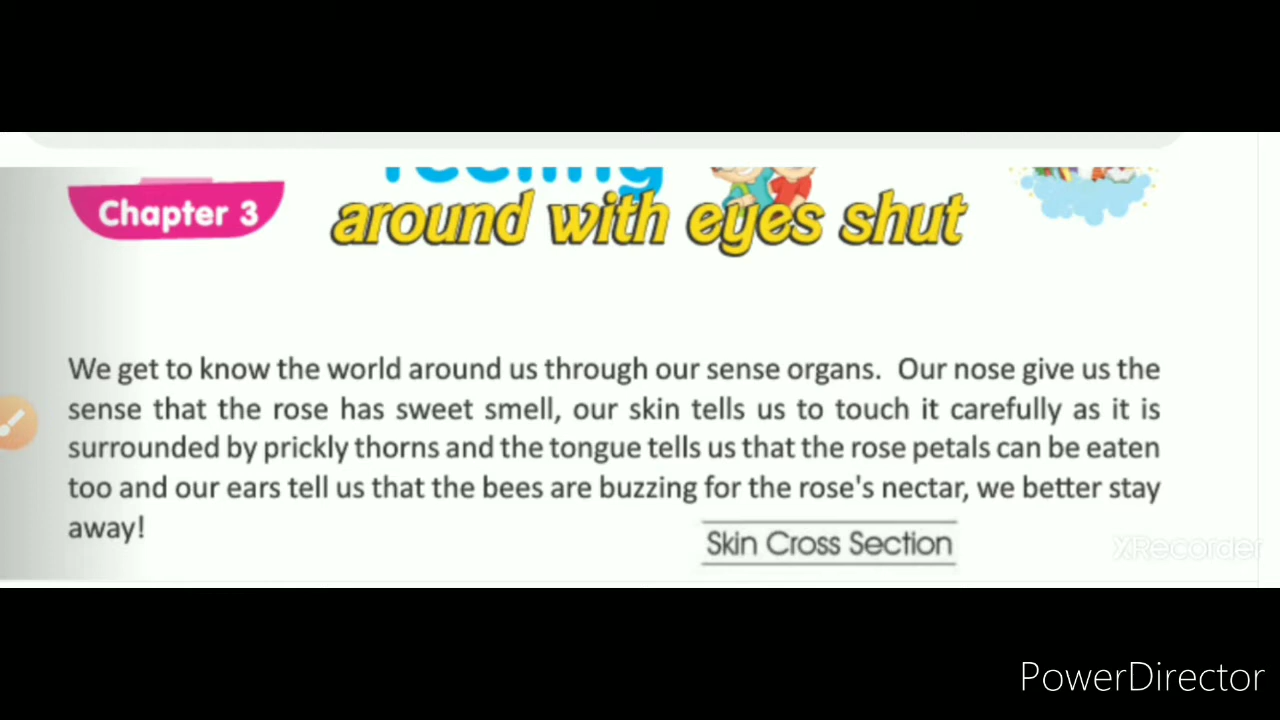 Feeling
Chapter 3
around with eyes shut
We get to know the world around us through our sense organs. Our nose give us the
sense that the rose has sweet smell, our skin tells us to touch it carefully as it is
surrounded by prickly thorns and the tongue tells us that the rose petals can be eaten
too and our ears tell us that the bees are buzzing for the rose's nectar, we better stay
away!
Skin Cross Section
XRecorder
PowerDirector